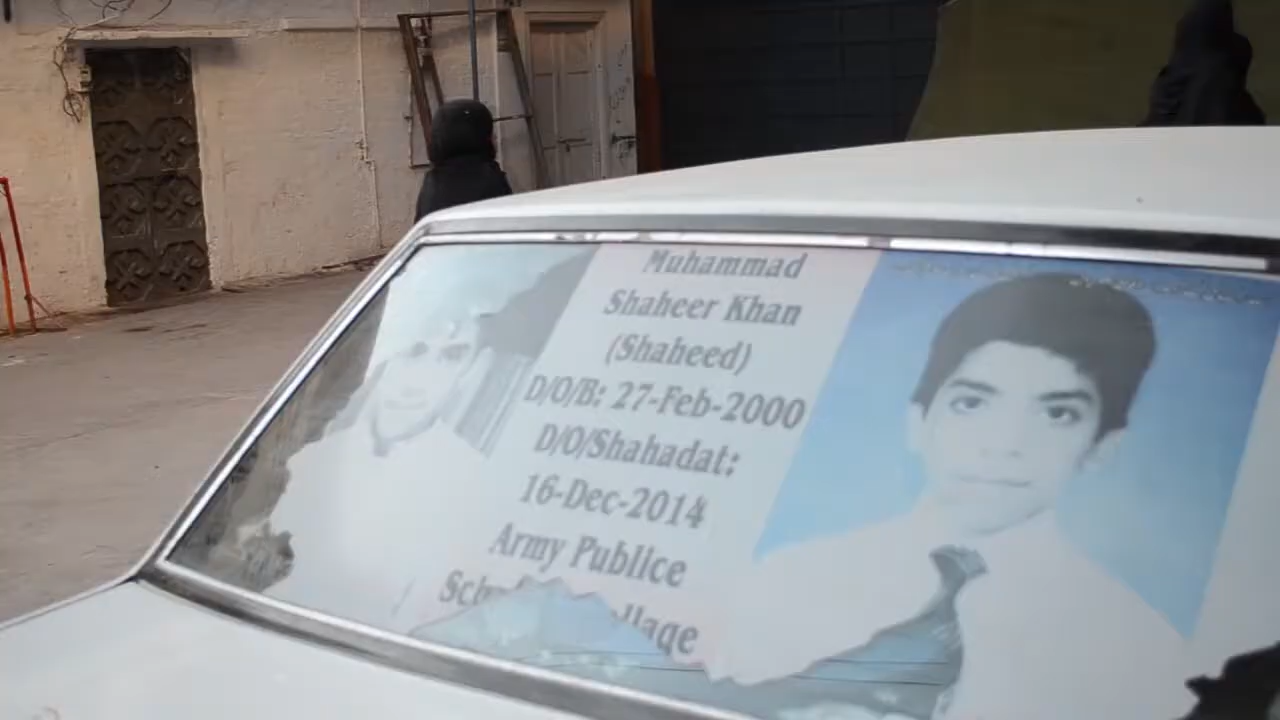 Muhammad
Shaheer Khan
(Shaheed)
D/O/B: 27-Feb-2000
D/O/Shahadat:
16-Dec-2014
Army Publice